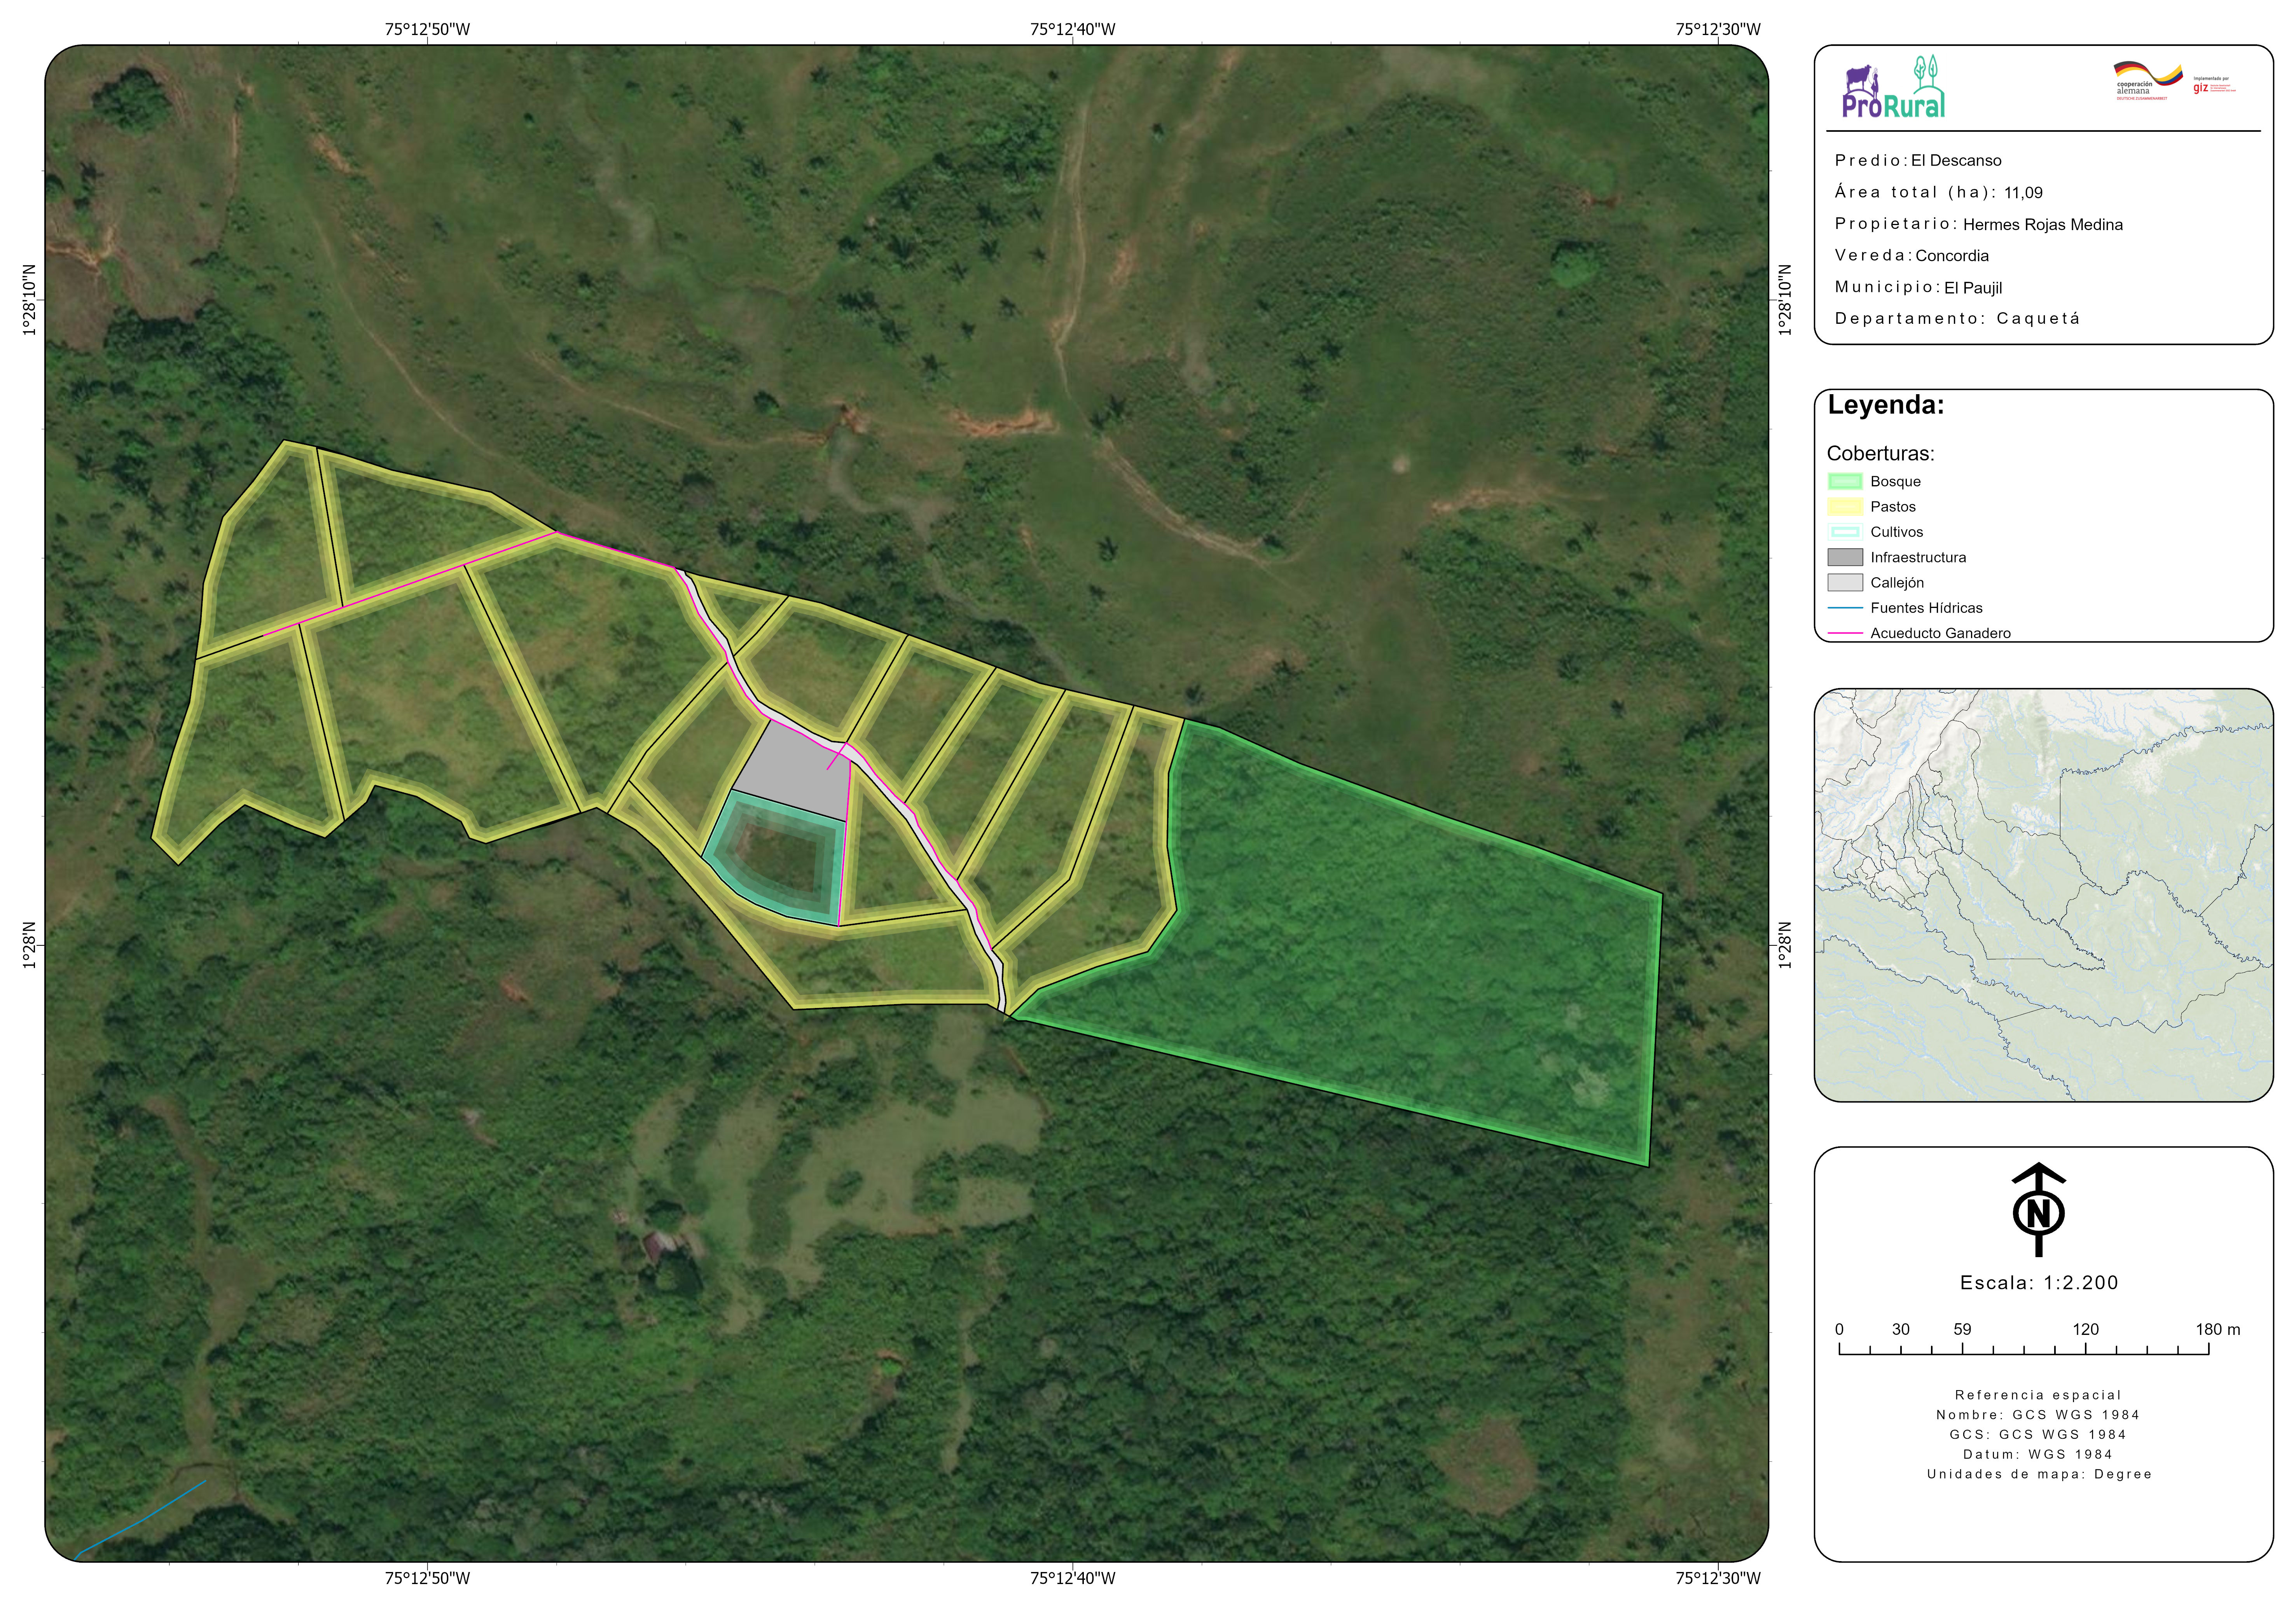 75°12'50"W
75°12'40"W
75°12'30"W
1°28'10"N
1°28'10"N
1°28'N
1°28'N
75°12'50"W
75°12'40"W
75°12'30"W
ProRural
cooperación
alemana
DEUTSCHE ZUSAMMENARBEIT
Implementada por
giz
Predio: El Descanso
Área total (ha): 11,09
Propietario: Hermes Rojas Medina
Vereda: Concordia
Municipio: El Paujil
Departamento: Caquetá
Leyenda:
Coberturas:
Bosque
Pastos
Cultivos
Infraestructura
Callejón
Fuentes Hídricas
Acueducto Ganadero
N
Escala: 1:2.200
0 30 59 120 180 m
Referencia espacial
Nombre: GCS WGS 1984
GCS: GCS WGS 1984
Datum: WGS 1984
Unidades de mapa: Degree